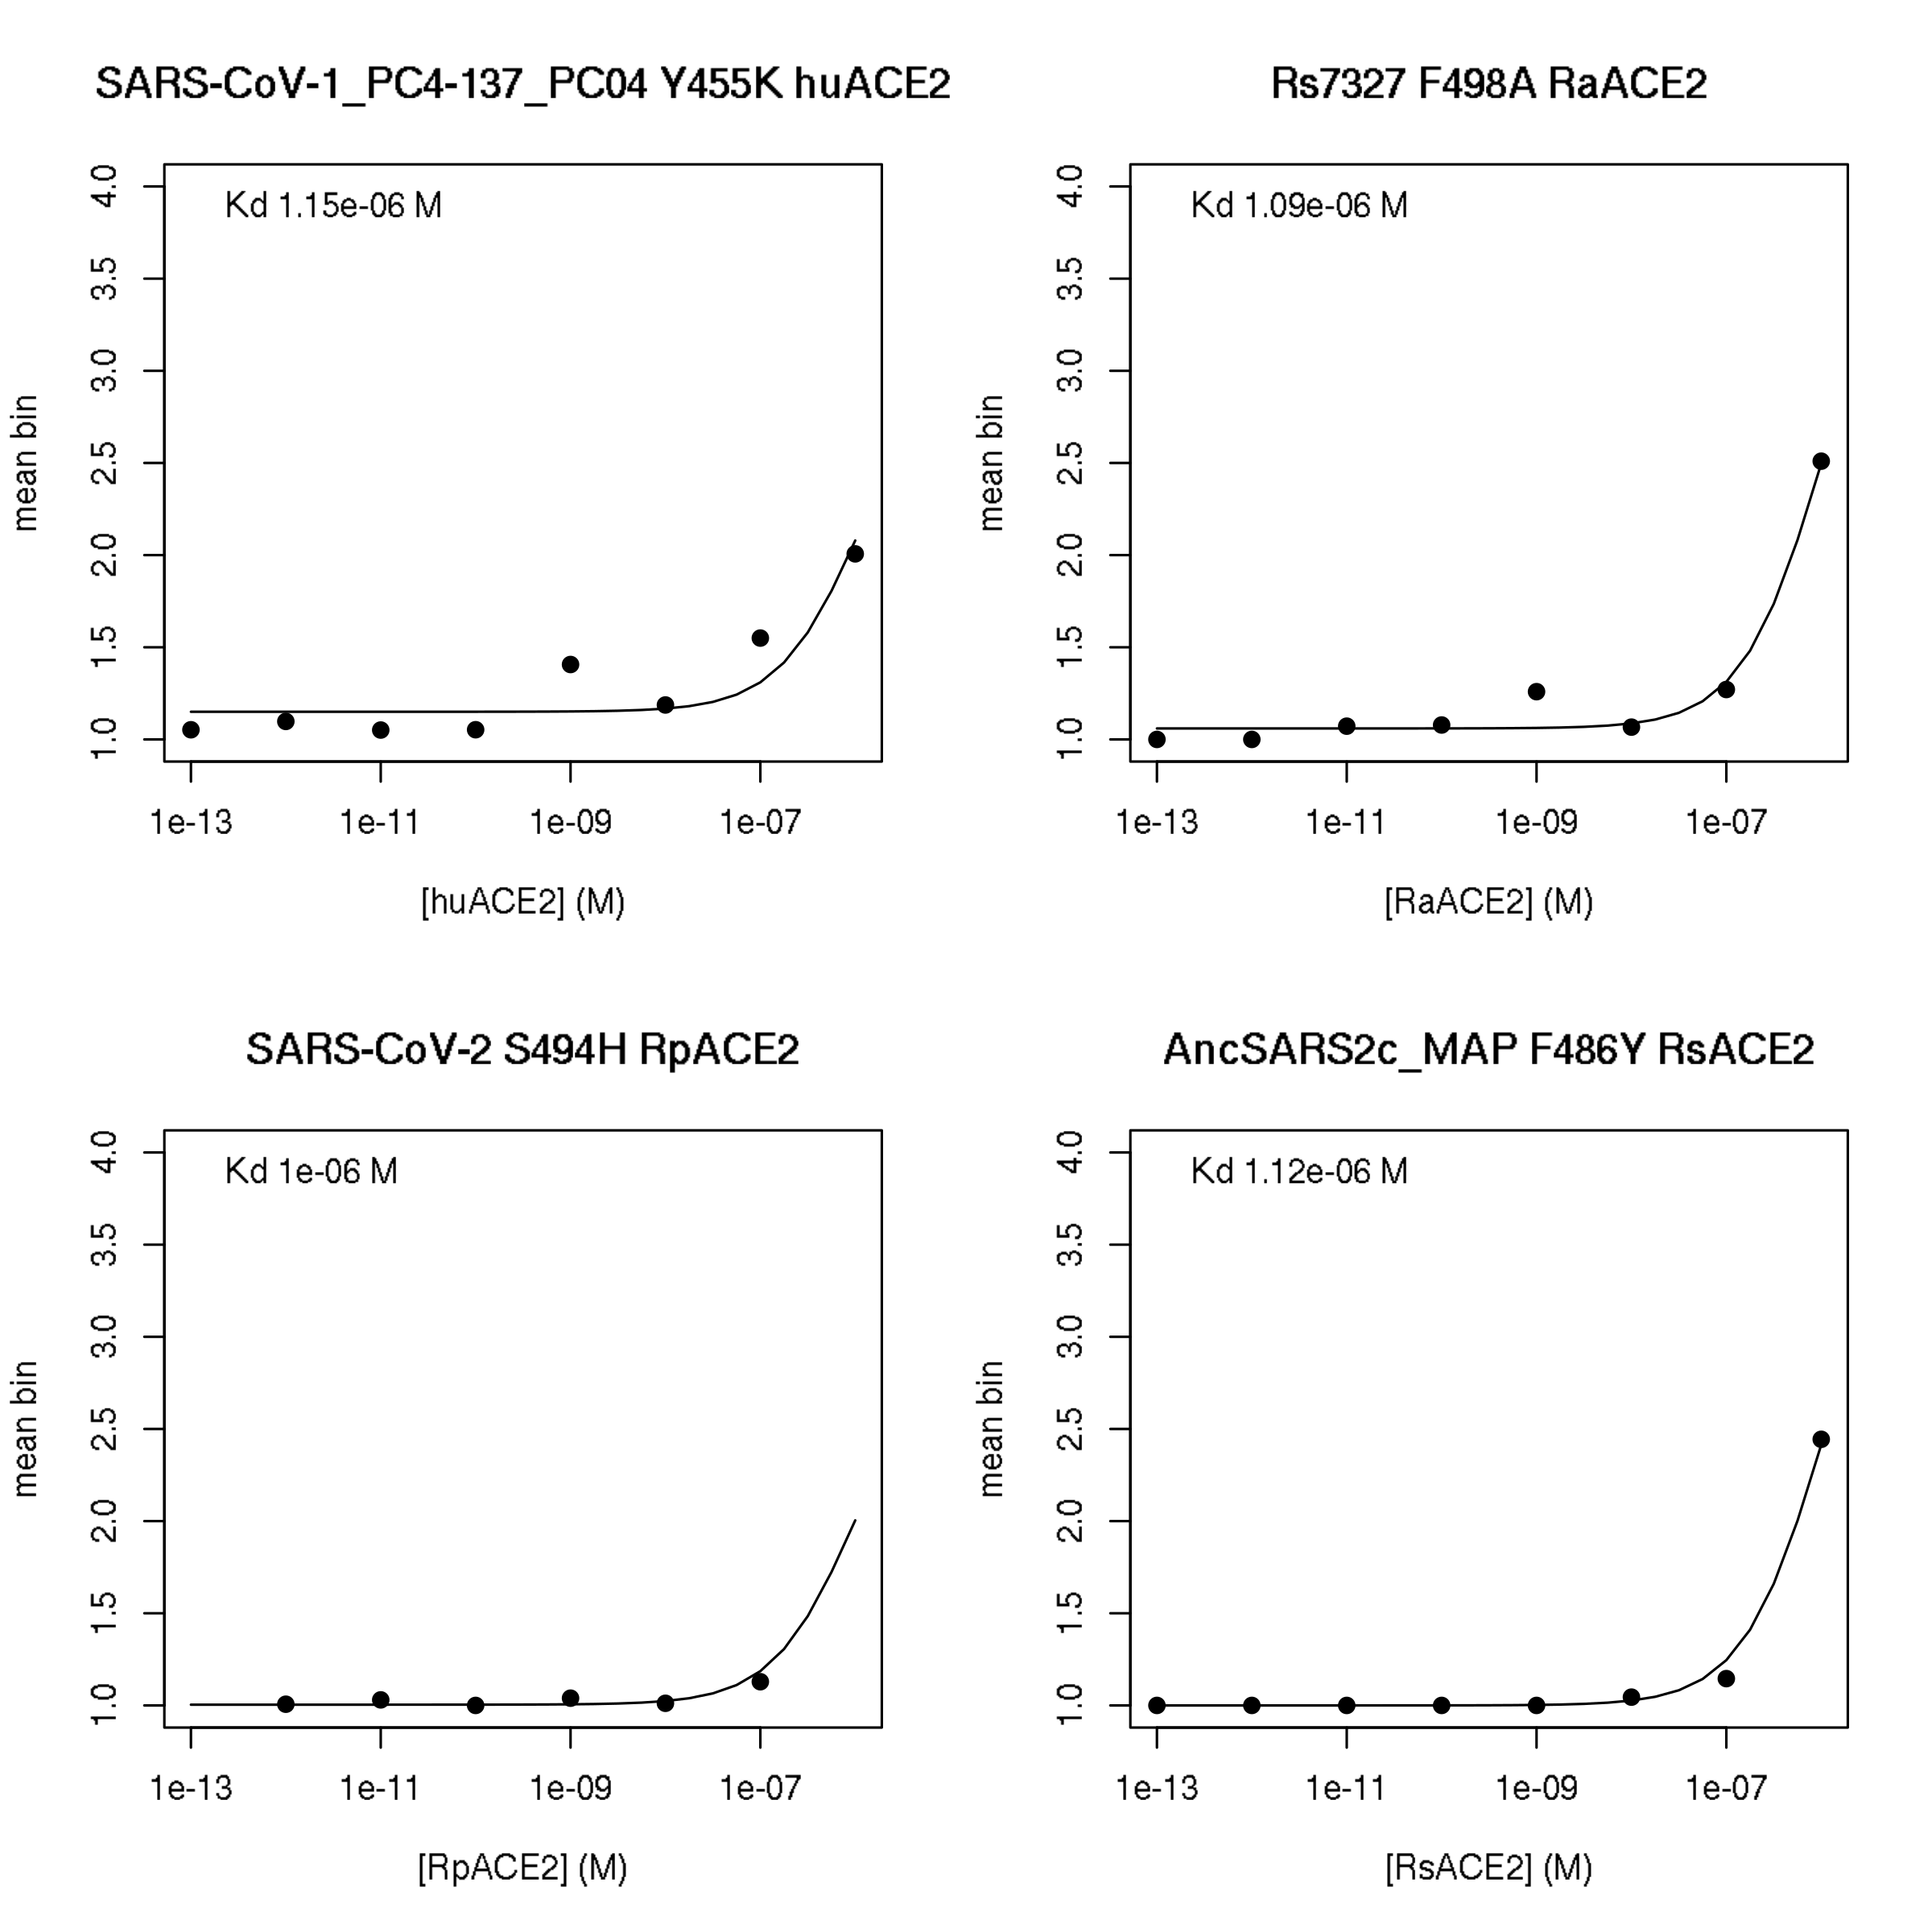 SARS-CoV-1_PC4-137_PC04 Y455K huACE2
Kd 1.15e-06 M
4.0
3.5
3.0
2.5
2.0
1.5
1.0
mean bin
1e-13 1e-11 1e-09 1e-07
[huACE2] (M)
Rs7327 F498A RaACE2
Kd 1.09e-06 M
4.0
3.5
3.0
2.5
2.0
1.5
1.0
mean bin
1e-13 1e-11 1e-09 1e-07
[RaACE2] (M)
SARS-CoV-2 S494H RpACE2
Kd 1e-06 M
4.0
3.5
3.0
2.5
2.0
1.5
1.0
mean bin
1e-13 1e-11 1e-09 1e-07
[RpACE2] (M)
AncSARS2c_MAP F486Y RsACE2
Kd 1.12e-06 M
4.0
3.5
3.0
2.5
2.0
1.5
1.0
mean bin
1e-13 1e-11 1e-09 1e-07
[RsACE2] (M)